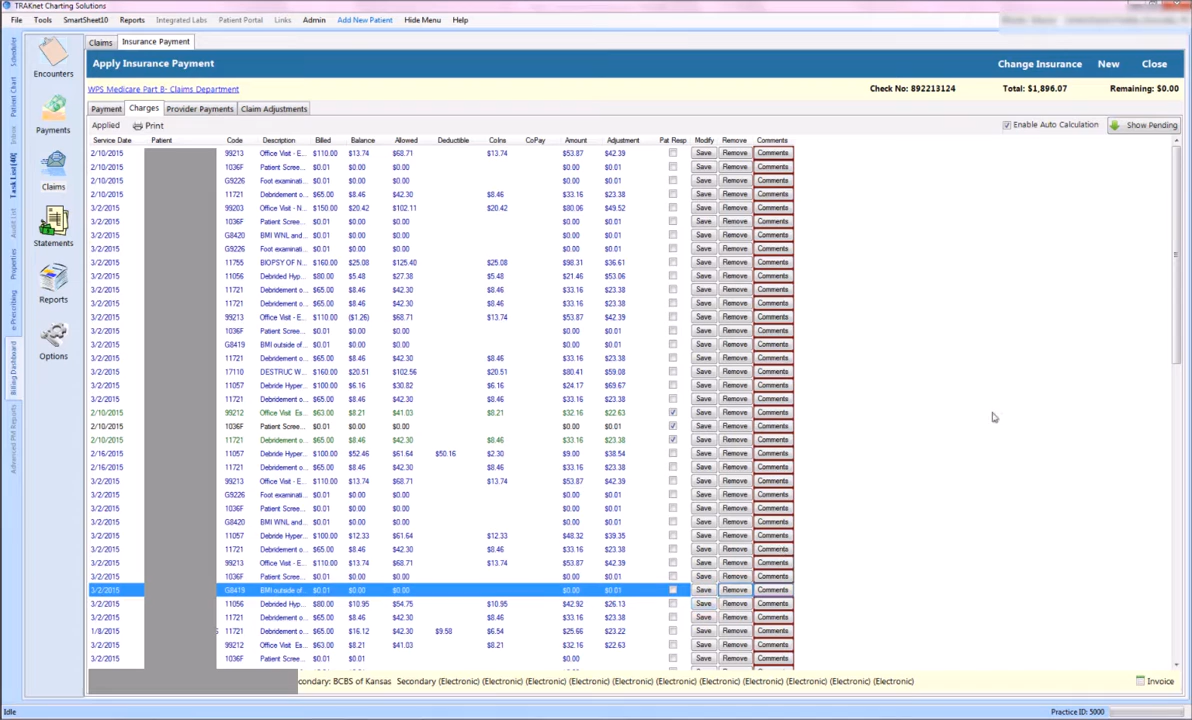 TRAKnet Charting Solutions
File Tools SmartSheet10 Reports Integrated Labs Patient Portal Links Admin Add New Patient Hide Menu Help
Scheduler
Patient Chart
Inbox
Task List (40)
Audit List
Properties
e-Prescribing
Billing Dashboard
Advanced PM Reports
Encounters
Payments
Claims
Statements
Reports
Options
Claims Insurance Payment
Apply Insurance Payment Change Insurance New Close
WPS Medicare Part B- Claims Department Check No: 892213124 Total: $1,896.07 Remaining: $0.00
Payment Charges Provider Payments Claim Adjustments
Applied Print Enable Auto Calculation Show Pending
Service Date Patient Code Description Billed Balance Allowed Deductible CoIns CoPay Amount Adjustment Pat Resp Modify Remove Comments
2/10/2015 99213 Office Visit - E... $110.00 $13.74 $68.71 $13.74 $53.87 $42.39 Save Remove Comments
2/10/2015 1036F Patient Scree... $0.01 $0.00 $0.00 $0.00 $0.01 Save Remove Comments
2/10/2015 G9226 Foot examinati... $0.01 $0.00 $0.00 $0.00 $0.01 Save Remove Comments
2/10/2015 11721 Debridement o... $65.00 $8.46 $42.30 $8.46 $33.16 $23.38 Save Remove Comments
3/2/2015 99203 Office Visit - N... $150.00 $20.42 $102.11 $20.42 $80.06 $49.52 Save Remove Comments
3/2/2015 1036F Patient Scree... $0.01 $0.00 $0.00 $0.00 $0.01 Save Remove Comments
3/2/2015 G8420 BMI WNL and... $0.01 $0.00 $0.00 $0.00 $0.01 Save Remove Comments
3/2/2015 G9226 Foot examinati... $0.01 $0.00 $0.00 $0.00 $0.01 Save Remove Comments
3/2/2015 11755 BIOPSY OF N... $160.00 $25.08 $125.40 $25.08 $98.31 $36.61 Save Remove Comments
3/2/2015 11056 Debrided Hyp... $80.00 $5.48 $27.38 $5.48 $21.46 $53.06 Save Remove Comments
3/2/2015 11721 Debridement o... $65.00 $8.46 $42.30 $8.46 $33.16 $23.38 Save Remove Comments
3/2/2015 11721 Debridement o... $65.00 $8.46 $42.30 $8.46 $33.16 $23.38 Save Remove Comments
3/2/2015 99213 Office Visit - E... $110.00 ($1.26) $68.71 $13.74 $53.87 $42.39 Save Remove Comments
3/2/2015 1036F Patient Scree... $0.01 $0.00 $0.00 $0.00 $0.01 Save Remove Comments
3/2/2015 G8419 BMI outside of... $0.01 $0.00 $0.00 $0.00 $0.01 Save Remove Comments
3/2/2015 11721 Debridement o... $65.00 $8.46 $42.30 $8.46 $33.16 $23.38 Save Remove Comments
3/2/2015 17110 DESTRUC W... $160.00 $20.51 $102.56 $20.51 $80.41 $59.08 Save Remove Comments
3/2/2015 11057 Debride Hyper... $100.00 $6.16 $30.82 $6.16 $24.17 $69.67 Save Remove Comments
3/2/2015 11721 Debridement o... $65.00 $8.46 $42.30 $8.46 $33.16 $23.38 Save Remove Comments
2/10/2015 99212 Office Visit Es... $63.00 $8.21 $41.03 $8.21 $32.16 $22.63 Save Remove Comments
2/10/2015 1036F Patient Scree... $0.01 $0.00 $0.00 $0.00 $0.01 Save Remove Comments
2/10/2015 11721 Debridement o... $65.00 $8.46 $42.30 $8.46 $33.16 $23.38 Save Remove Comments
2/16/2015 11057 Debride Hyper... $100.00 $52.46 $61.64 $50.16 $2.30 $9.00 $38.54 Save Remove Comments
2/16/2015 11721 Debridement o... $65.00 $8.46 $42.30 $8.46 $33.16 $23.38 Save Remove Comments
3/2/2015 99213 Office Visit - E... $110.00 $13.74 $68.71 $13.74 $53.87 $42.39 Save Remove Comments
3/2/2015 G9226 Foot examinati... $0.01 $0.00 $0.00 $0.00 $0.01 Save Remove Comments
3/2/2015 1036F Patient Scree... $0.01 $0.00 $0.00 $0.00 $0.01 Save Remove Comments
3/2/2015 G8420 BMI WNL and... $0.01 $0.00 $0.00 $0.00 $0.01 Save Remove Comments
3/2/2015 11057 Debride Hyper... $100.00 $12.33 $61.64 $12.33 $48.32 $39.35 Save Remove Comments
3/2/2015 11721 Debridement o... $65.00 $8.46 $42.30 $8.46 $33.16 $23.38 Save Remove Comments
3/2/2015 99213 Office Visit - E... $110.00 $13.74 $68.71 $13.74 $53.87 $42.39 Save Remove Comments
3/2/2015 1036F Patient Scree... $0.01 $0.00 $0.00 $0.00 $0.01 Save Remove Comments
3/2/2015 G8419 BMI outside of... $0.01 $0.00 $0.00 $0.00 $0.01 Save Remove Comments
3/2/2015 11056 Debrided Hyp... $80.00 $10.95 $54.75 $10.95 $42.92 $26.13 Save Remove Comments
3/2/2015 11721 Debridement o... $65.00 $8.46 $42.30 $8.46 $33.16 $23.38 Save Remove Comments
1/8/2015 11721 Debridement o... $65.00 $16.12 $42.30 $9.58 $6.54 $25.66 $23.22 Save Remove Comments
3/2/2015 99212 Office Visit Es... $63.00 $8.21 $41.03 $8.21 $32.16 $22.63 Save Remove Comments
3/2/2015 1036F Patient Scree... $0.01 $0.01 $0.00 Save Remove Comments
condary: BCBS of Kansas Secondary (Electronic) (Electronic) (Electronic) (Electronic) (Electronic) (Electronic) (Electronic) (Electronic) (Electronic) (Electronic) (Electronic) Invoice
Idle Practice ID: 5000